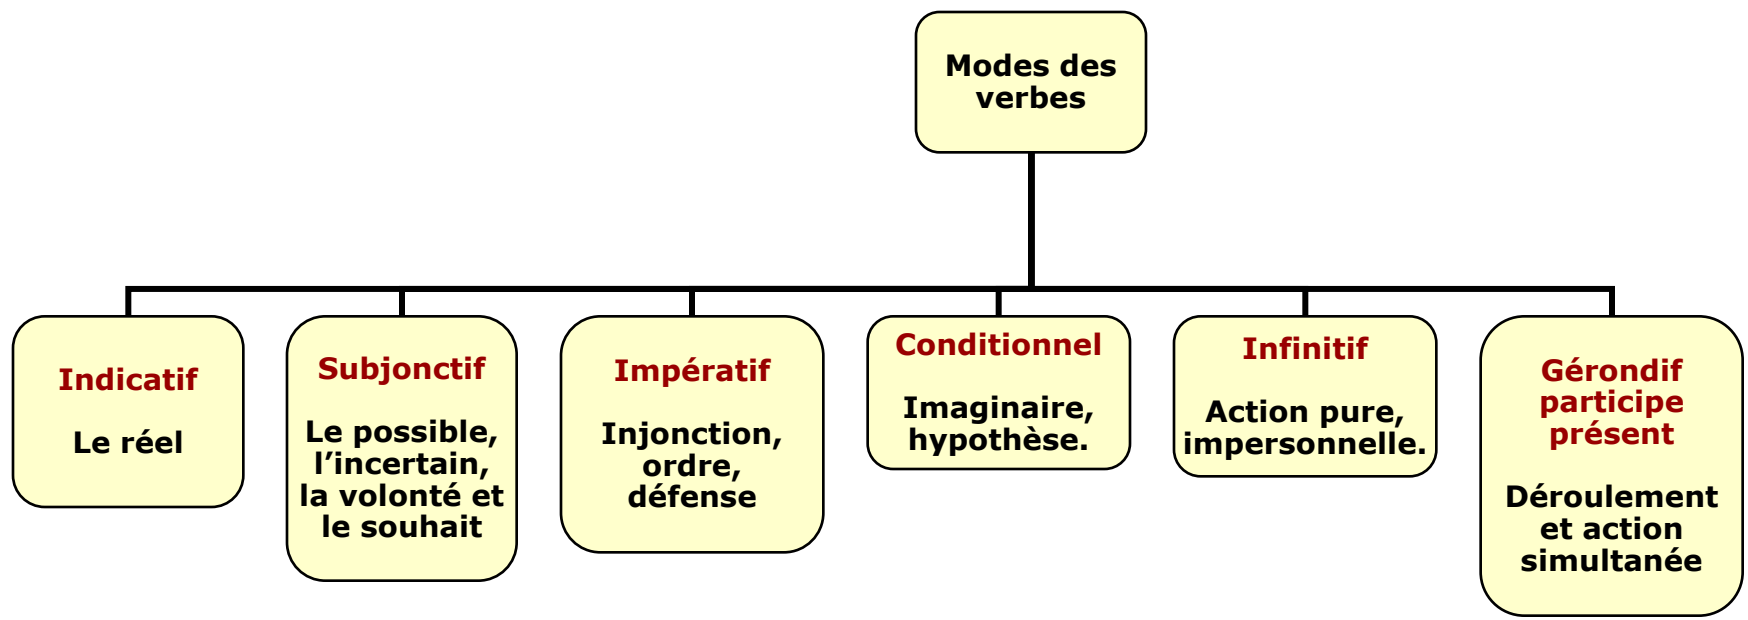 Modes des
verbes
Indicatif
Le réel
Subjonctif
Le possible,
l’incertain,
la volonté et
le souhait
Impératif
Injonction,
ordre,
défense
Conditionnel
Imaginaire,
hypothèse.
Infinitif
Action pure,
impersonnelle.
Gérondif
participe
présent
Déroulement
et action
simultanée